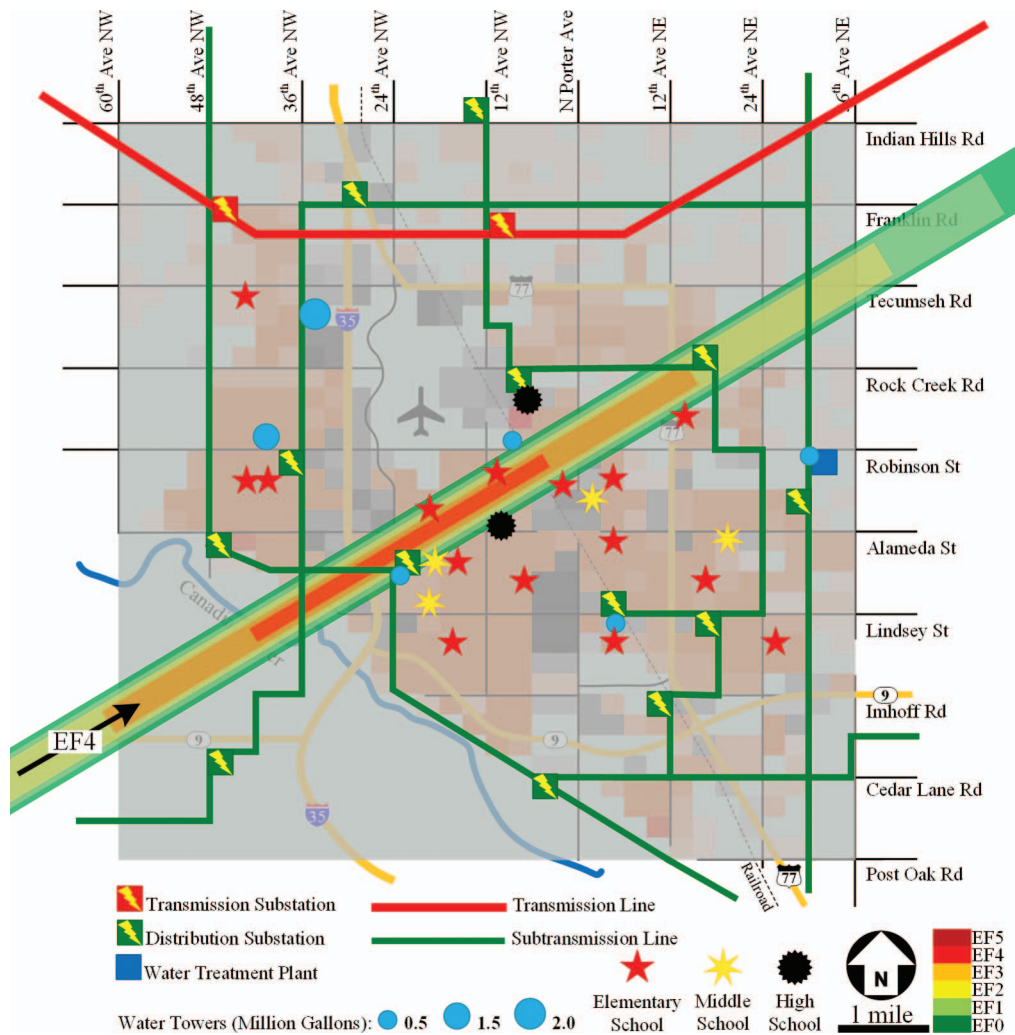 60th Ave NW
48th Ave NW
36th Ave NW
24th Ave NW
12th Ave NW
N Porter Ave
12th Ave NE
24th Ave NE
36th Ave NE
Indian Hills Rd
Franklin Rd
Tecumseh Rd
Rock Creek Rd
Robinson St
Alameda St
Lindsey St
Imhoff Rd
Cedar Lane Rd
Post Oak Rd
77
35
77
9
9
9
35
77
EF4
Railroad
Transmission Substation
Transmission Line
Distribution Substation
Subtransmission Line
Water Treatment Plant
Water Towers (Million Gallons):
0.5
1.5
2.0
Elementary
School
Middle
School
High
School
N
1 mile
EF5
EF4
EF3
EF2
EF1
EF0